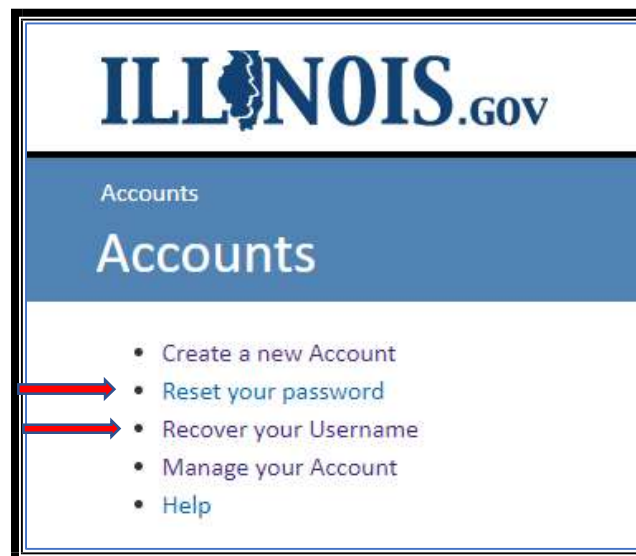 ILLINOIS.GOV
Accounts
Accounts
• Create a new Account
• Reset your password
• Recover your Username
• Manage your Account
• Help